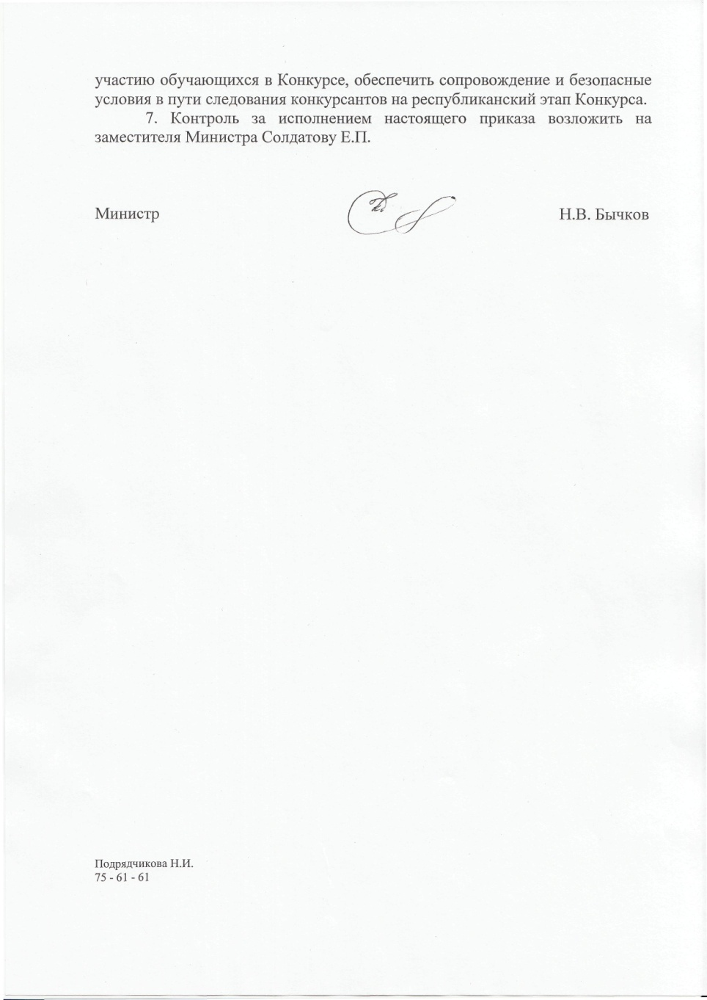 участию обучающихся в Конкурсе, обеспечить сопровождение и безопасные
условия в пути следования конкурсантов на республиканский этап Конкурса.
7. Контроль за исполнением настоящего приказа возложить на
заместителя Министра Солдатову Е.П.
Министр Н.В. Бычков
Подрядчикова Н.И.
75 - 61 - 61